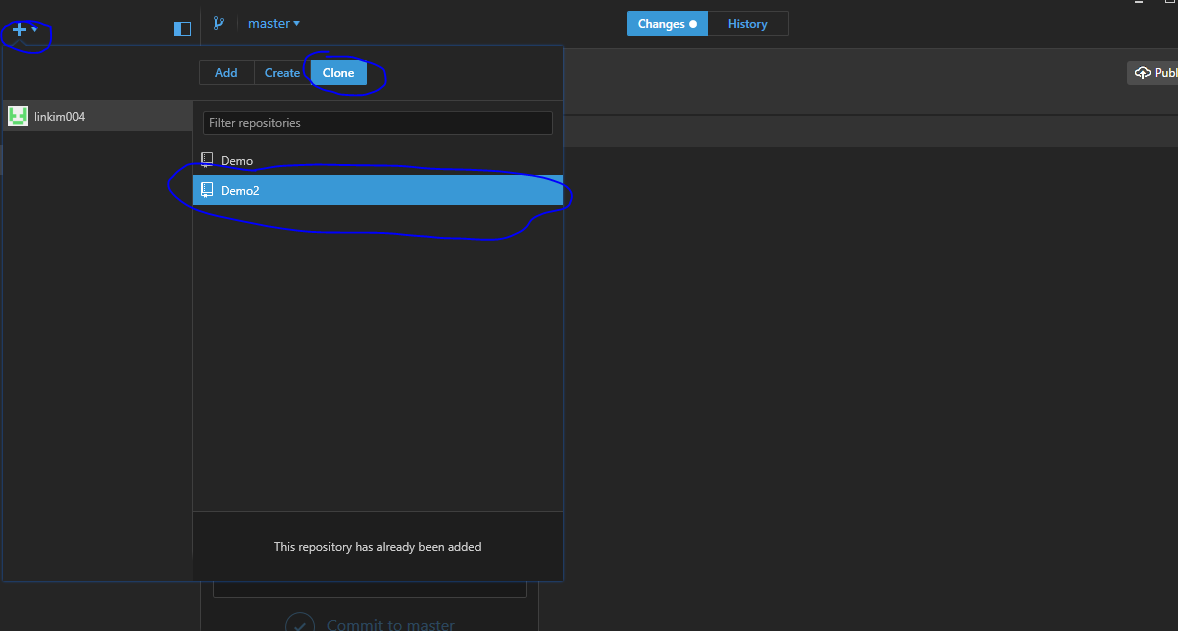 master
Changes
History
Add
Create
Clone
Publ
linkim004
Filter repositories
Demo
Demo2
This repository has already been added
Commit to master